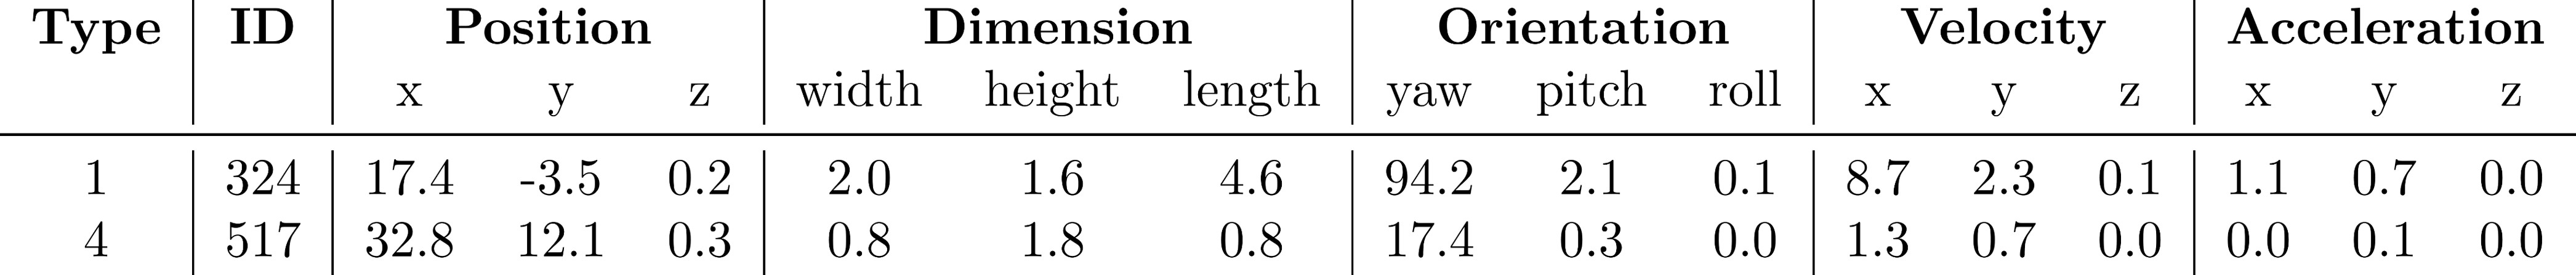 Type ID Position Dimension Orientation Velocity Acceleration
x y z width height length yaw pitch roll x y z x y z
1 324 17.4 -3.5 0.2 2.0 1.6 4.6 94.2 2.1 0.1 8.7 2.3 0.1 1.1 0.7 0.0
4 517 32.8 12.1 0.3 0.8 1.8 0.8 17.4 0.3 0.0 1.3 0.7 0.0 0.0 0.1 0.0